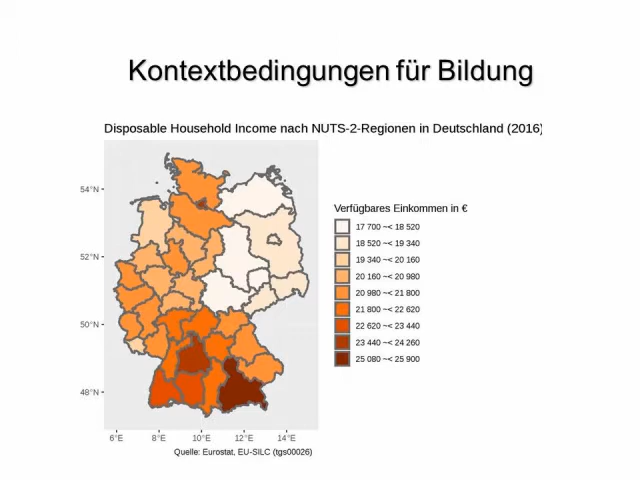 Kontextbedingungen für Bildung
Disposable Household Income nach NUTS-2-Regionen in Deutschland (2016)
54°N
52°N
50°N
48°N
6°E 8°E 10°E 12°E 14°E
Verfügbares Einkommen in €
17 700 ~< 18 520
18 520 ~< 19 340
19 340 ~< 20 160
20 160 ~< 20 980
20 980 ~< 21 800
21 800 ~< 22 620
22 620 ~< 23 440
23 440 ~< 24 260
25 080 ~< 25 900
Quelle: Eurostat, EU-SILC (tgs00026)